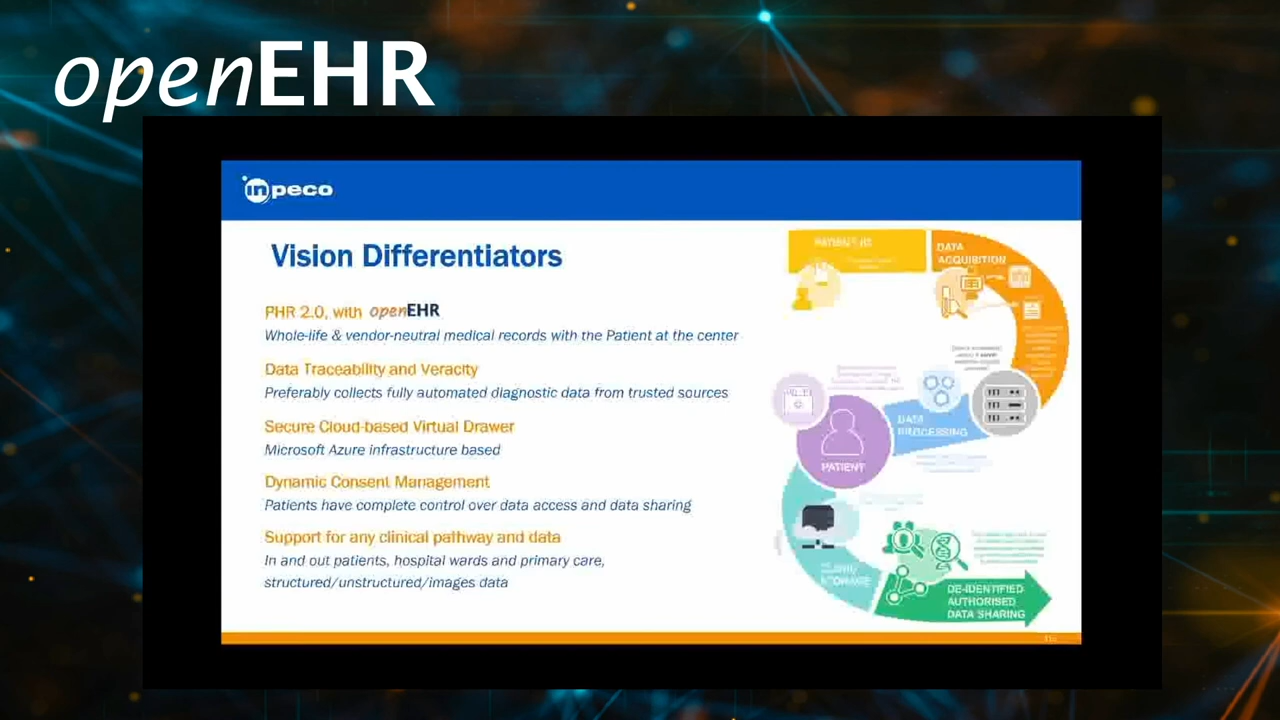 openEHR
inpeco
Vision Differentiators
PHR 2.0, with openEHR
Whole-life & vendor-neutral medical records with the Patient at the center
Data Traceability and Veracity
Preferably collects fully automated diagnostic data from trusted sources
Secure Cloud-based Virtual Drawer
Microsoft Azure infrastructure based
Dynamic Consent Management
Patients have complete control over data access and data sharing
Support for any clinical pathway and data
In and out patients, hospital wards and primary care,
structured/unstructured/images data
PATIENT ID
DATA
ACQUISITION
DATA
PROCESSING
PATIENT
STORAGE
DE-IDENTIFIED
AUTHORISED
DATA SHARING